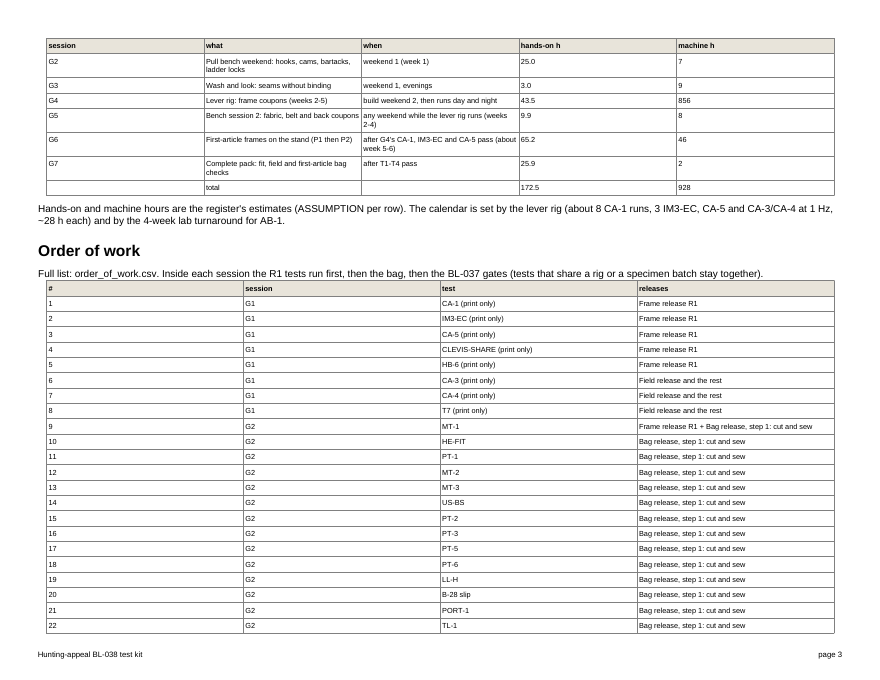 session what when hands-on h machine h
G2 Pull bench weekend: hooks, cams, bartacks, ladder locks weekend 1 (week 1) 25.0 7
G3 Wash and look: seams without binding weekend 1, evenings 3.0 9
G4 Lever rig: frame coupons (weeks 2-5) build weekend 2, then runs day and night 43.5 856
G5 Bench session 2: fabric, belt and back coupons any weekend while the lever rig runs (weeks 2-4) 9.9 8
G6 First-article frames on the stand (P1 then P2) after G4's CA-1, IM3-EC and CA-5 pass (about week 5-6) 65.2 46
G7 Complete pack: fit, field and first-article bag checks after T1-T4 pass 25.9 2
total 172.5 928
Hands-on and machine hours are the register's estimates (ASSUMPTION per row). The calendar is set by the lever rig (about 8 CA-1 runs, 3 IM3-EC, CA-5 and CA-3/CA-4 at 1 Hz,
~28 h each) and by the 4-week lab turnaround for AB-1.
Order of work
Full list: order_of_work.csv. Inside each session the R1 tests run first, then the bag, then the BL-037 gates (tests that share a rig or a specimen batch stay together).
# session test releases
1 G1 CA-1 (print only) Frame release R1
2 G1 IM3-EC (print only) Frame release R1
3 G1 CA-5 (print only) Frame release R1
4 G1 CLEVIS-SHARE (print only) Frame release R1
5 G1 HB-6 (print only) Frame release R1
6 G1 CA-3 (print only) Field release and the rest
7 G1 CA-4 (print only) Field release and the rest
8 G1 T7 (print only) Field release and the rest
9 G2 MT-1 Frame release R1 + Bag release, step 1: cut and sew
10 G2 HE-FIT Bag release, step 1: cut and sew
11 G2 PT-1 Bag release, step 1: cut and sew
12 G2 MT-2 Bag release, step 1: cut and sew
13 G2 MT-3 Bag release, step 1: cut and sew
14 G2 US-BS Bag release, step 1: cut and sew
15 G2 PT-2 Bag release, step 1: cut and sew
16 G2 PT-3 Bag release, step 1: cut and sew
17 G2 PT-5 Bag release, step 1: cut and sew
18 G2 PT-6 Bag release, step 1: cut and sew
19 G2 LL-H Bag release, step 1: cut and sew
20 G2 B-28 slip Bag release, step 1: cut and sew
21 G2 PORT-1 Bag release, step 1: cut and sew
22 G2 TL-1 Bag release, step 1: cut and sew
Hunting-appeal BL-038 test kit page 3